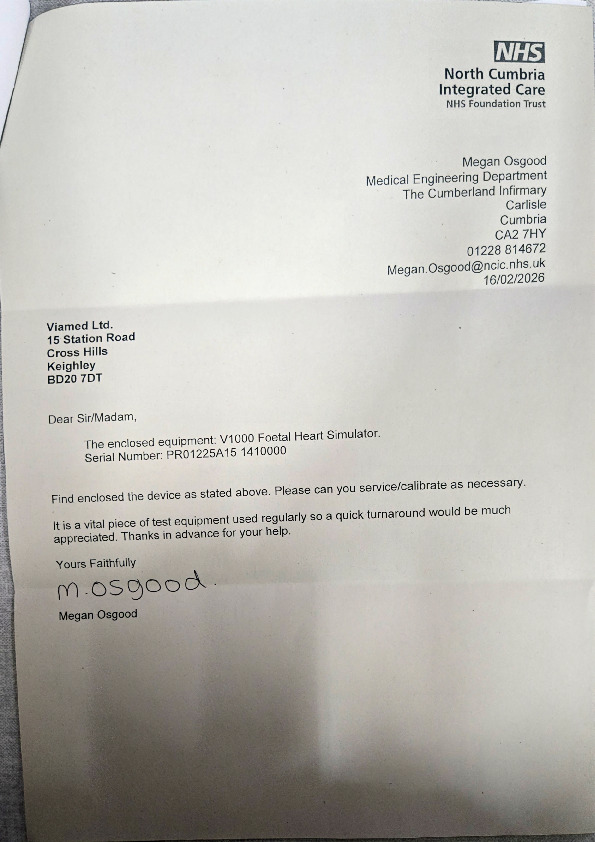 NHS
North Cumbria
Integrated Care
NHS Foundation Trust
Megan Osgood
Medical Engineering Department
The Cumberland Infirmary
Carlisle
Cumbria
CA2 7HY
01228 814672
Megan.Osgood@ncic.nhs.uk
16/02/2026
Viamed Ltd.
15 Station Road
Cross Hills
Keighley
BD20 7DT
Dear Sir/Madam,
The enclosed equipment: V1000 Foetal Heart Simulator.
Serial Number: PR01225A15 1410000
Find enclosed the device as stated above. Please can you service/calibrate as necessary.
It is a vital piece of test equipment used regularly so a quick turnaround would be much
appreciated. Thanks in advance for your help.
Yours Faithfully
m.osgood.
Megan Osgood